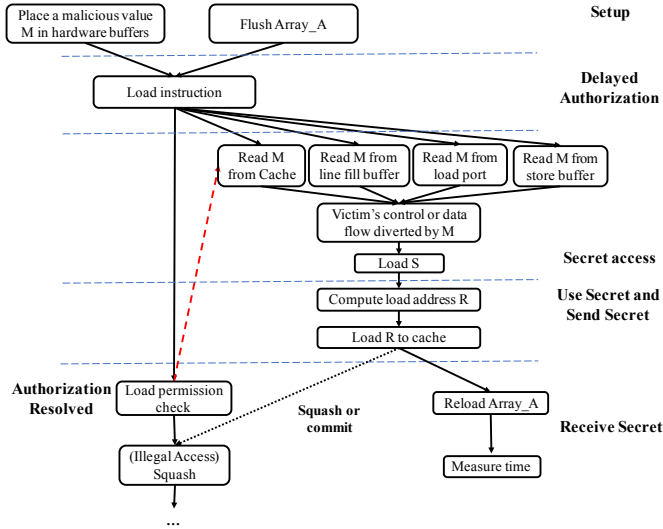 Place a malicious value
M in hardware buffers
Flush Array_A
Setup
Load instruction
Delayed
Authorization
Read M
from Cache
Read M from
line fill buffer
Read M from
load port
Read M from
store buffer
Victim's control or data
flow diverted by M
Load S
Secret access
Compute load address R
Use Secret and
Send Secret
Load R to cache
Authorization
Resolved
Load permission
check
Squash or
commit
Reload Array_A
Receive Secret
(Illegal Access)
Squash
Measure time
...